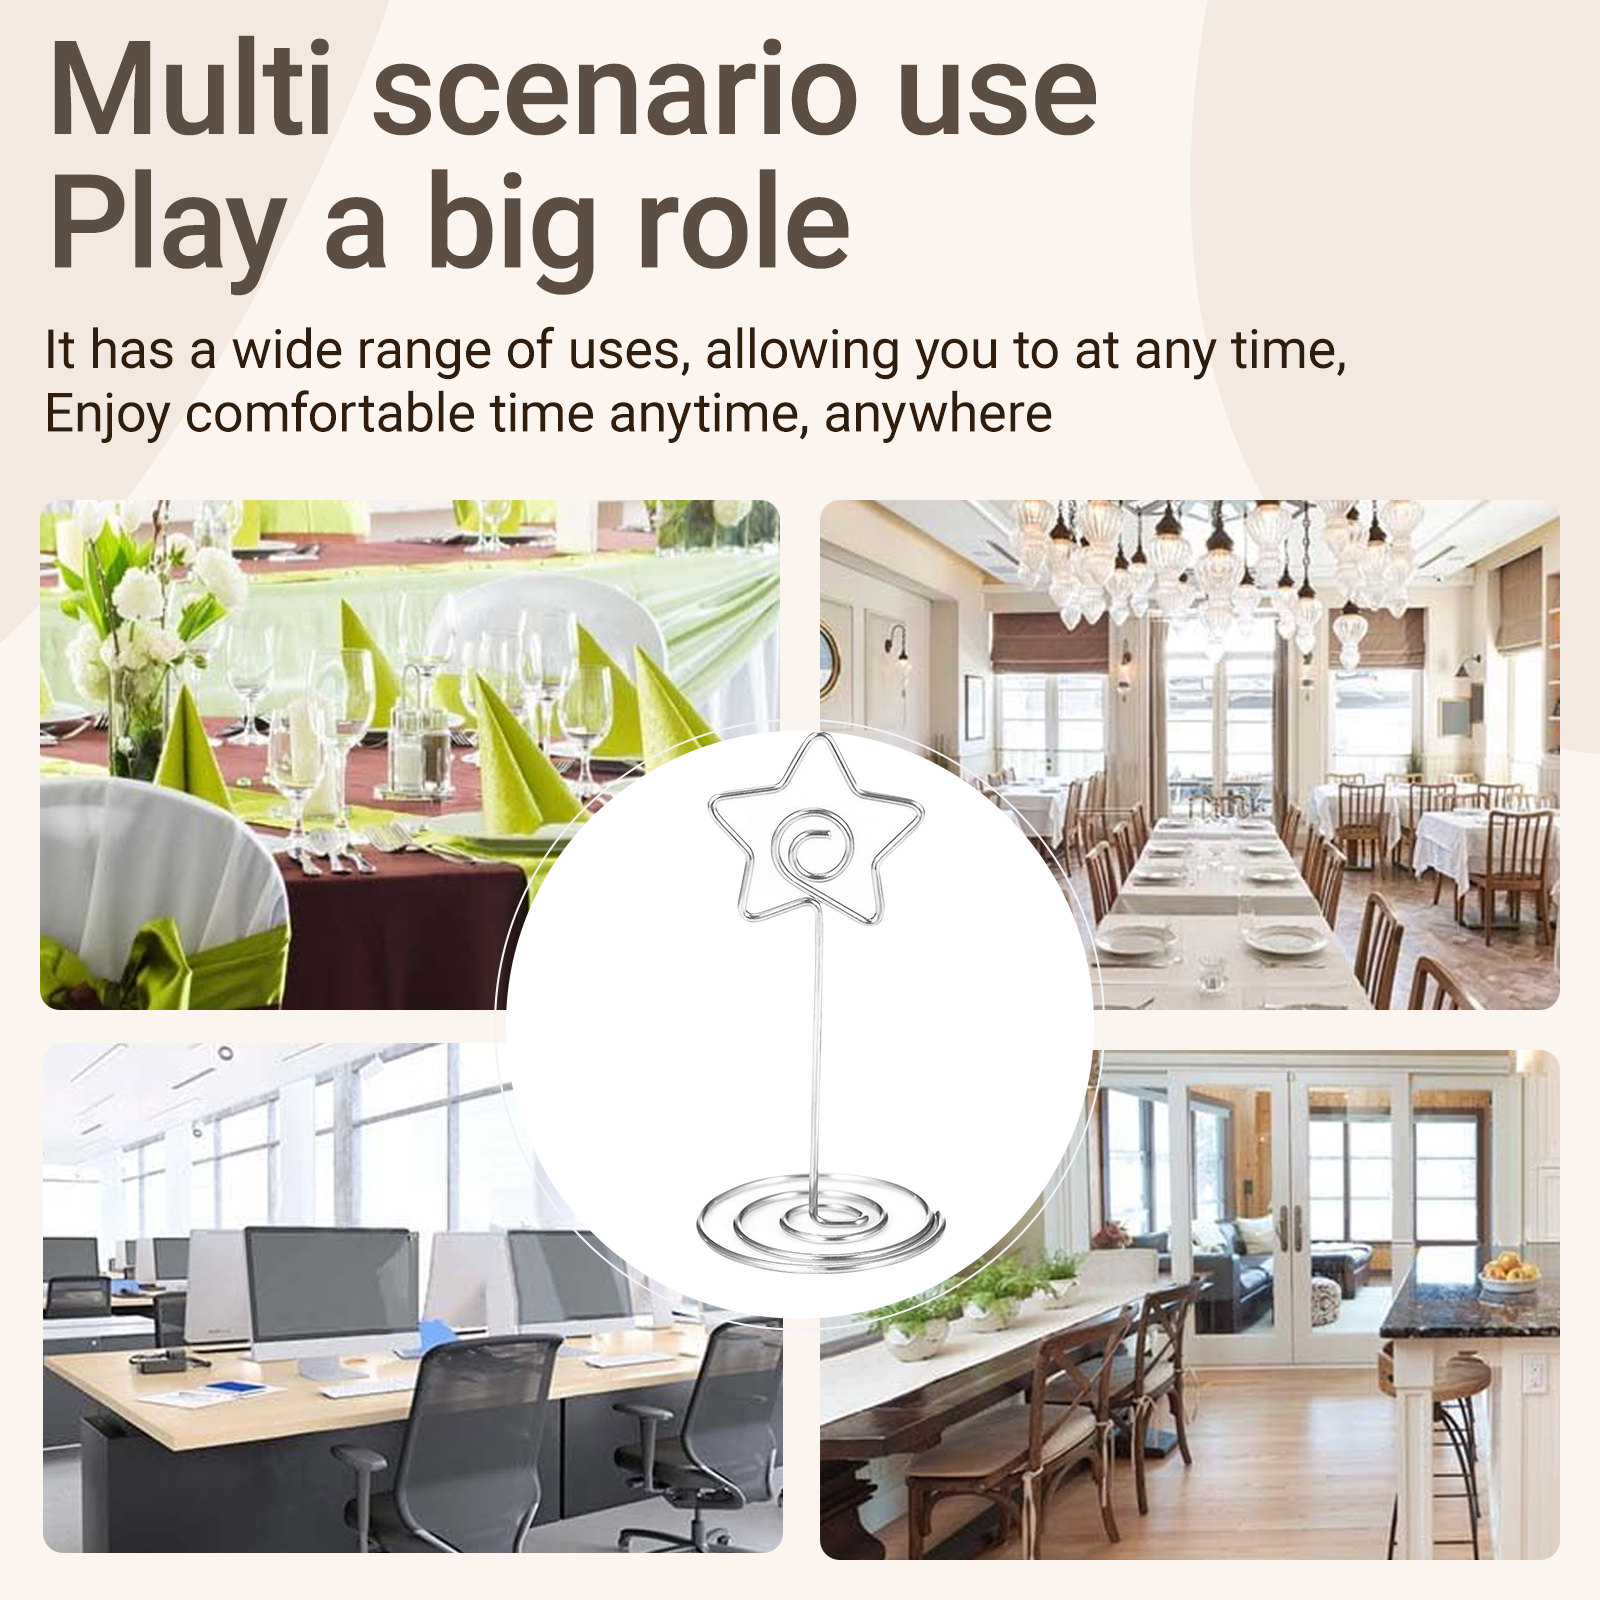 Multi scenario use
Play a big role
It has a wide range of uses, allowing you to at any time,
Enjoy comfortable time anytime, anywhere